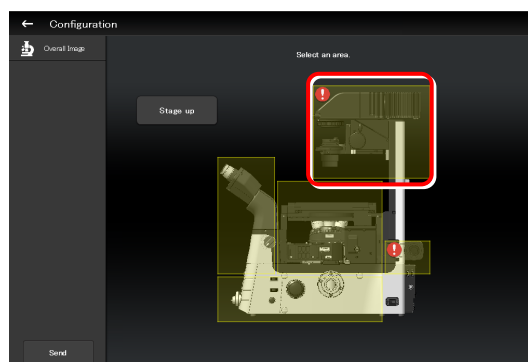 Configuration
Overall Image
Select an area.
Stage up
Send